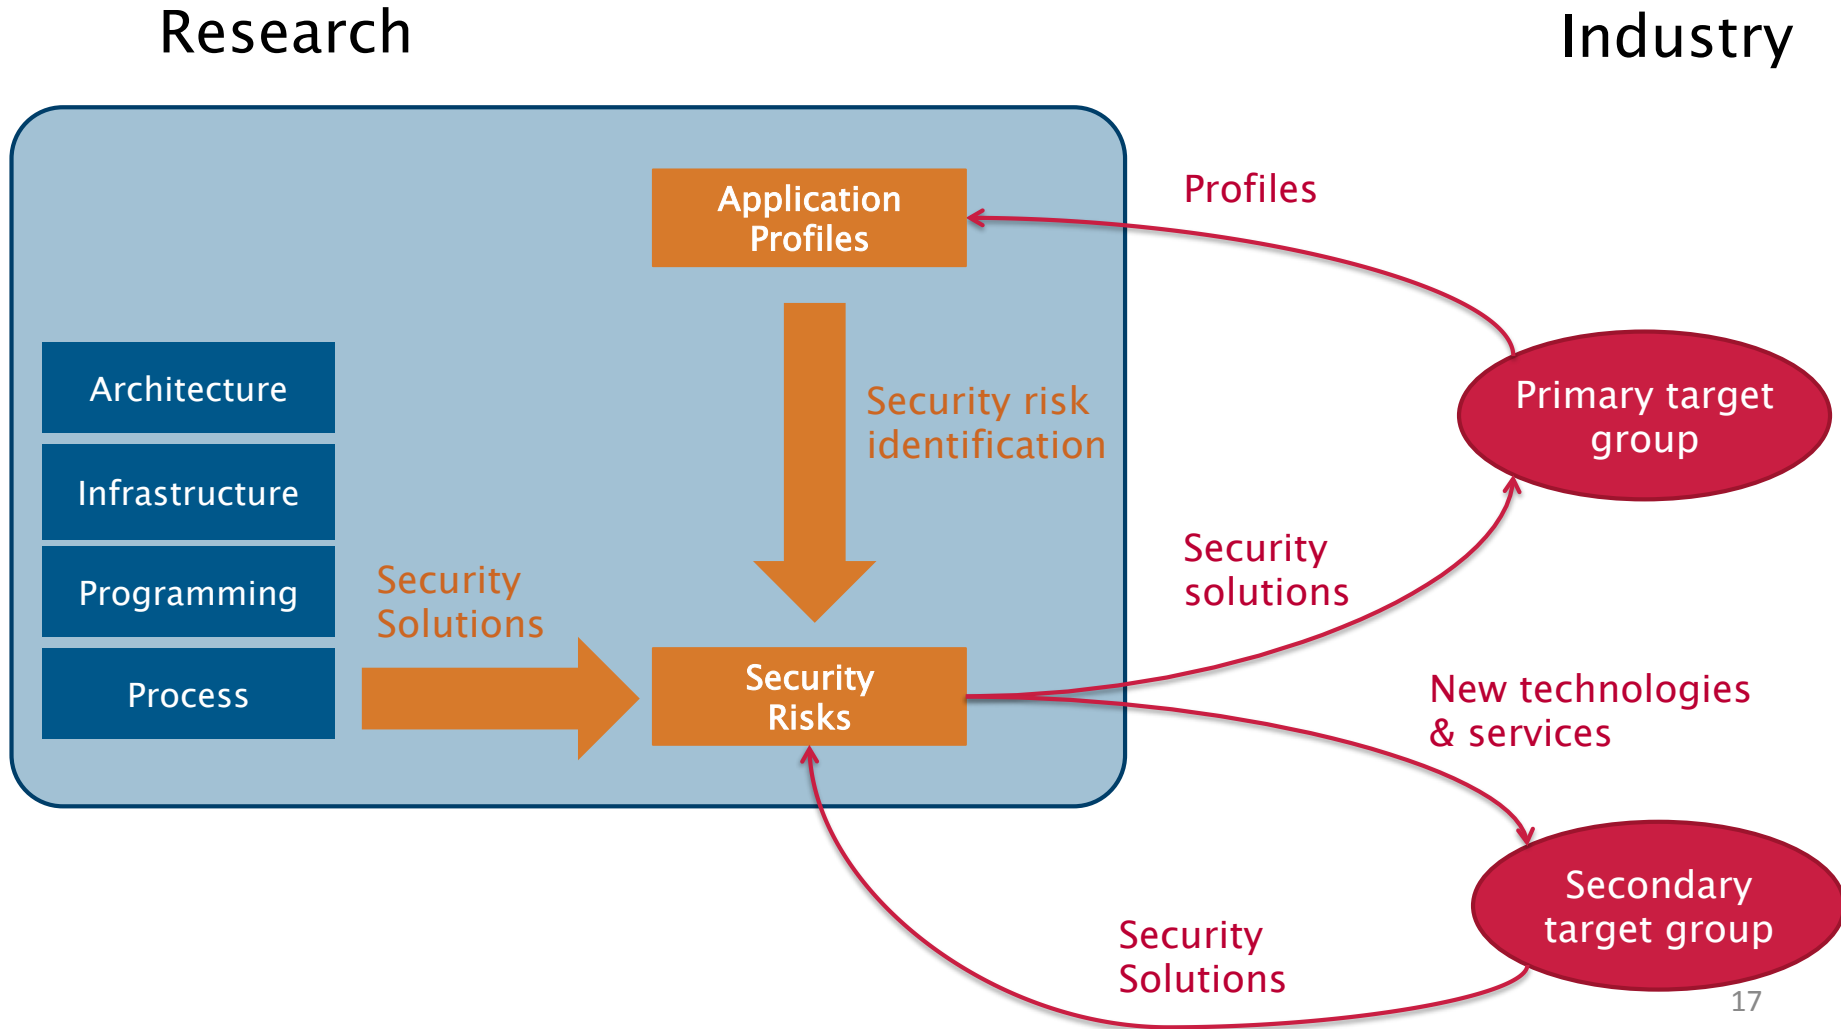 Research
Industry
Application
Profiles
Profiles
Architecture
Infrastructure
Programming
Process
Security risk
identification
Security
Solutions
Security
Risks
Primary target
group
Security
solutions
New technologies
& services
Secondary
target group
Security
Solutions
17